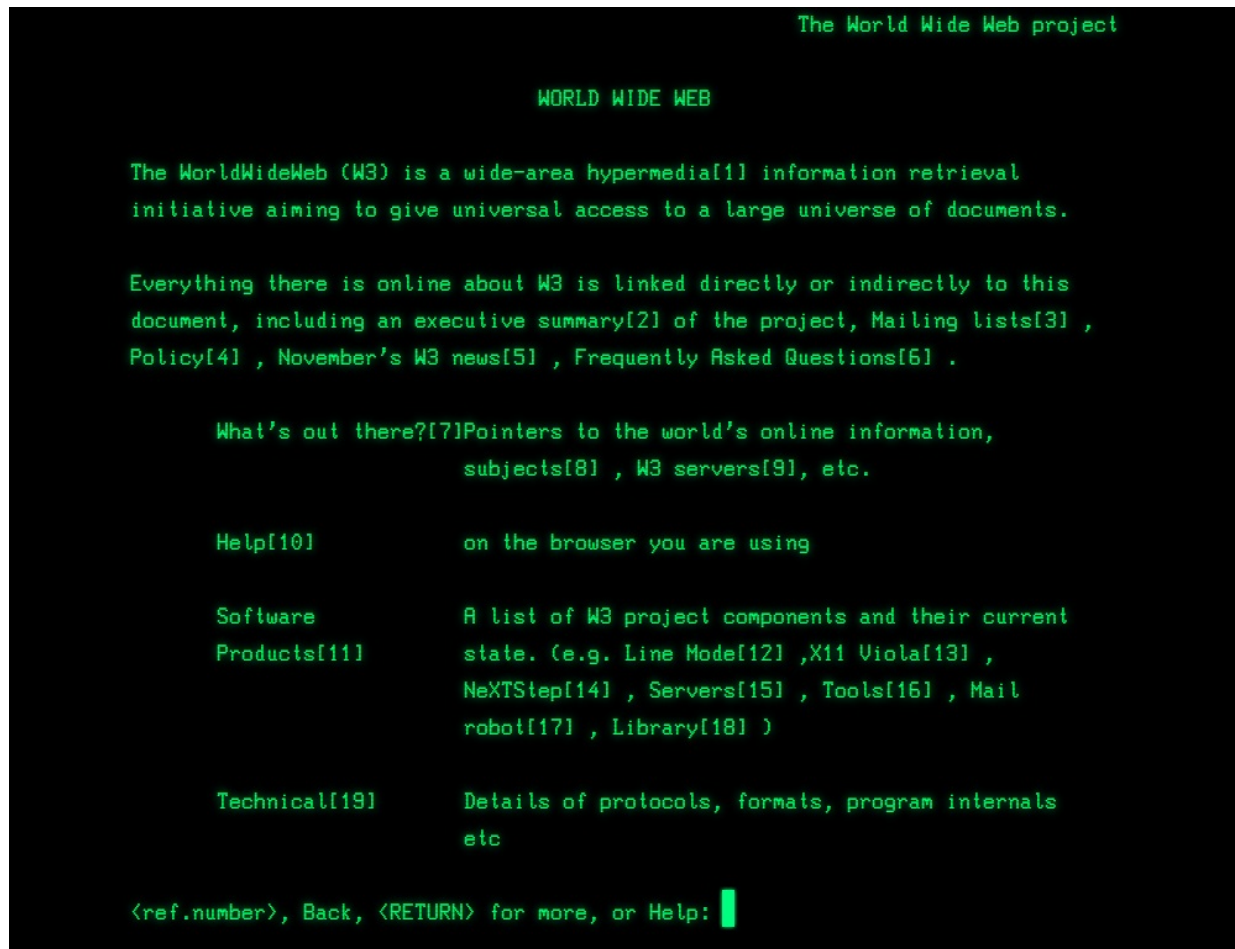 The World Wide Web project
WORLD WIDE WEB
The WorldWideWeb (W3) is a wide-area hypermedia[1] information retrieval
initiative aiming to give universal access to a large universe of documents.
Everything there is online about W3 is linked directly or indirectly to this
document, including an executive summary[2] of the project, Mailing lists[3] ,
Policy[4] , November's W3 news[5] , Frequently Asked Questions[6] .
What's out there?[7]Pointers to the world's online information,
subjects[8] , W3 servers[9], etc.
Help[10] on the browser you are using
Software A list of W3 project components and their current
Products[11] state. (e.g. Line Mode[12] ,X11 Viola[13] ,
NeXTStep[14] , Servers[15] , Tools[16] , Mail
robot[17] , Library[18] )
Technical[19] Details of protocols, formats, program internals
etc
<ref.number>, Back, <RETURN> for more, or Help: